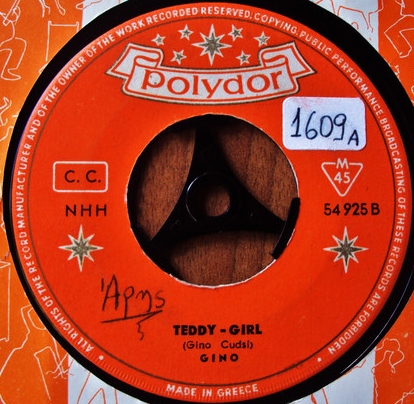 ALL RIGHTS OF THE RECORD MANUFACTURER AND OF THE OWNER OF THE WORK RECORDED RESERVED. COPYING, PUBLIC PERFORMANCE BROADCASTING OF THESE RECORDS ARE FORBIDDEN
polydor
1609A
C. C.
M
45
NHH
54 925 B
Άρης
TEDDY - GIRL
(Gino Cudsi)
GINO
MADE IN GREECE